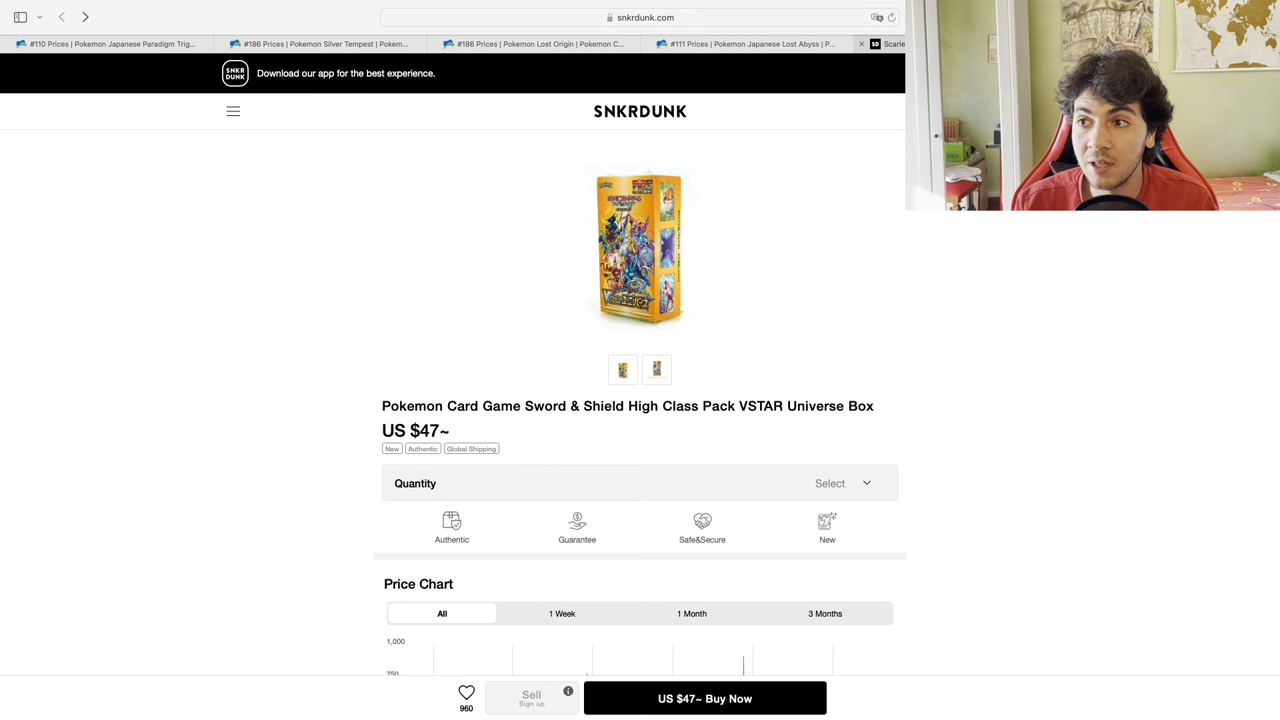 snkrdunk.com
#110 Prices | Pokemon Japanese Paradigm Trig...
#186 Prices | Pokemon Silver Tempest | Pokem...
#186 Prices | Pokemon Lost Origin | Pokemon C...
#111 Prices | Pokemon Japanese Lost Abyss | P...
SD
Scarle
SNKR
DUNK
Download our app for the best experience.
SNKRDUNK
Pokemon Card Game Sword & Shield High Class Pack VSTAR Universe Box
US $47~
New
Authentic
Global Shipping
Quantity
Select
Authentic
Guarantee
Safe&Secure
New
Price Chart
All
1 Week
1 Month
3 Months
1,000
750
960
Sell
Sign up
US $47~ Buy Now